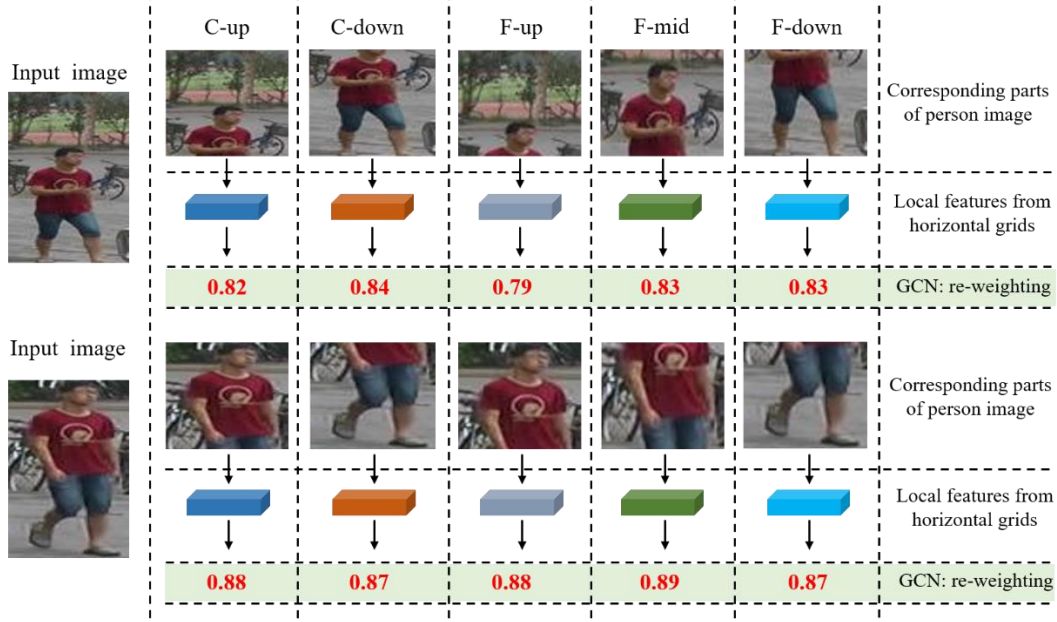 C-up C-down F-up F-mid F-down
Input image
Corresponding parts
of person image
Local features from
horizontal grids
0.82 0.84 0.79 0.83 0.83 GCN: re-weighting
Input image
Corresponding parts
of person image
Local features from
horizontal grids
0.88 0.87 0.88 0.89 0.87 GCN: re-weighting